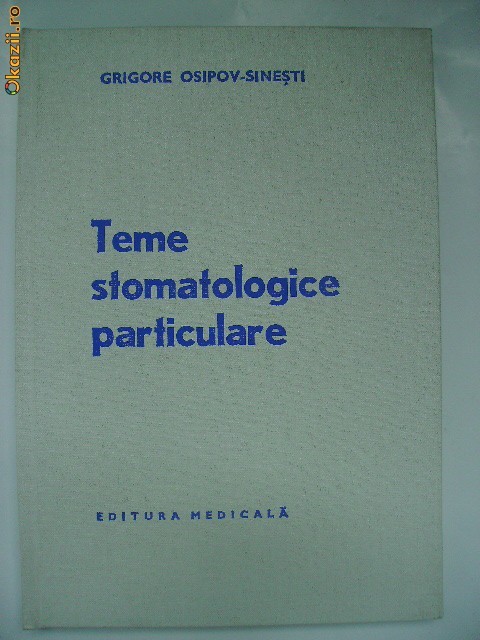 Okazii.ro
GRIGORE OSIPOV-SINEȘTI
Teme
stomatologice
particulare
EDITURA MEDICALĂ